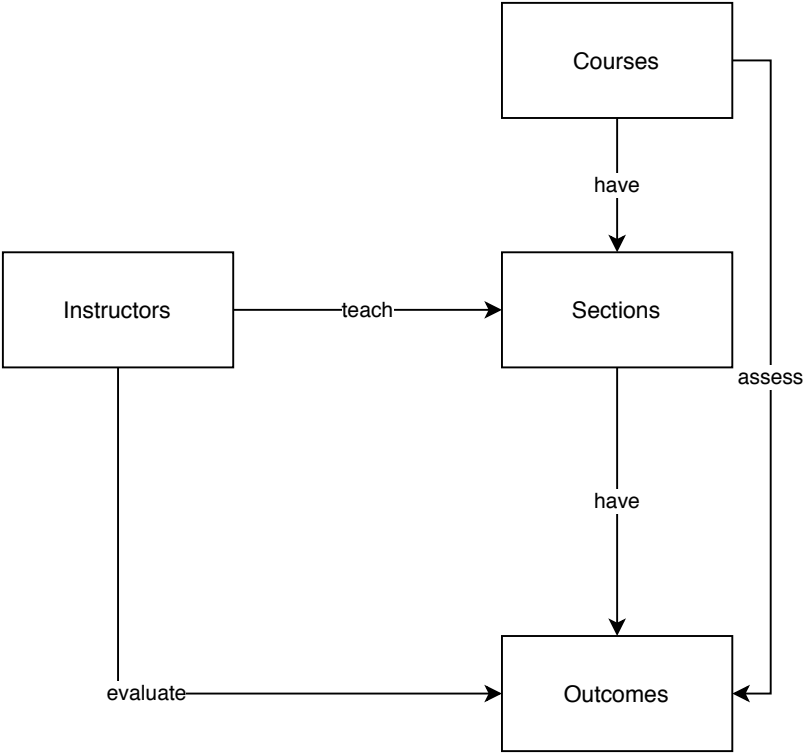 Courses
have
Instructors
teach
Sections
assess
have
evaluate
Outcomes